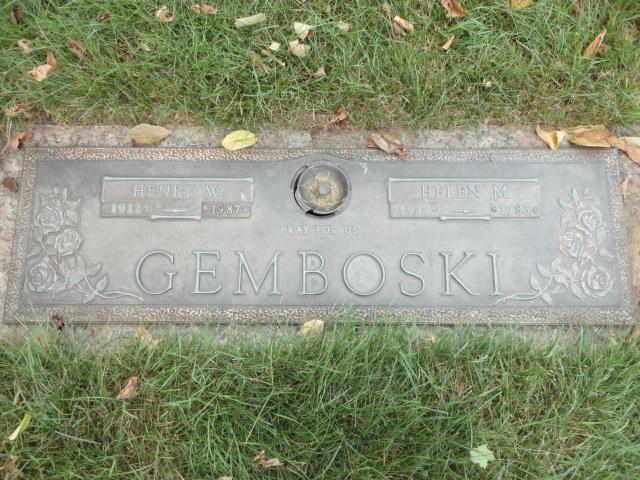 HENRY W.
1912 1987
HELEN M.
PRAY FOR US
GEMBOSKI